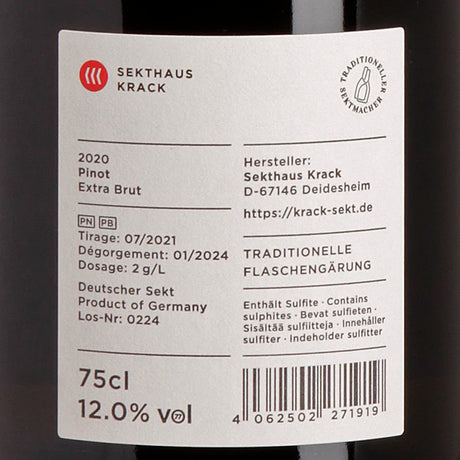 SEKTHAUS
KRACK
TRADITIONELLER
SEKTMACHER
2020
Pinot
Extra Brut
PN PB
Tirage: 07/2021
Dégorgement: 01/2024
Dosage: 2 g/L
Deutscher Sekt
Product of Germany
Los-Nr: 0224
75cl
12.0% vol
Hersteller:
Sekthaus Krack
D-67146 Deidesheim
https://krack-sekt.de
TRADITIONELLE
FLASCHENGÄRUNG
Enthält Sulfite · Contains
sulphites · Bevat sulfieten ·
Sisältää sulfiitteja · Innehåller
sulfiter · Indeholder sulfitter
4 062502 271919